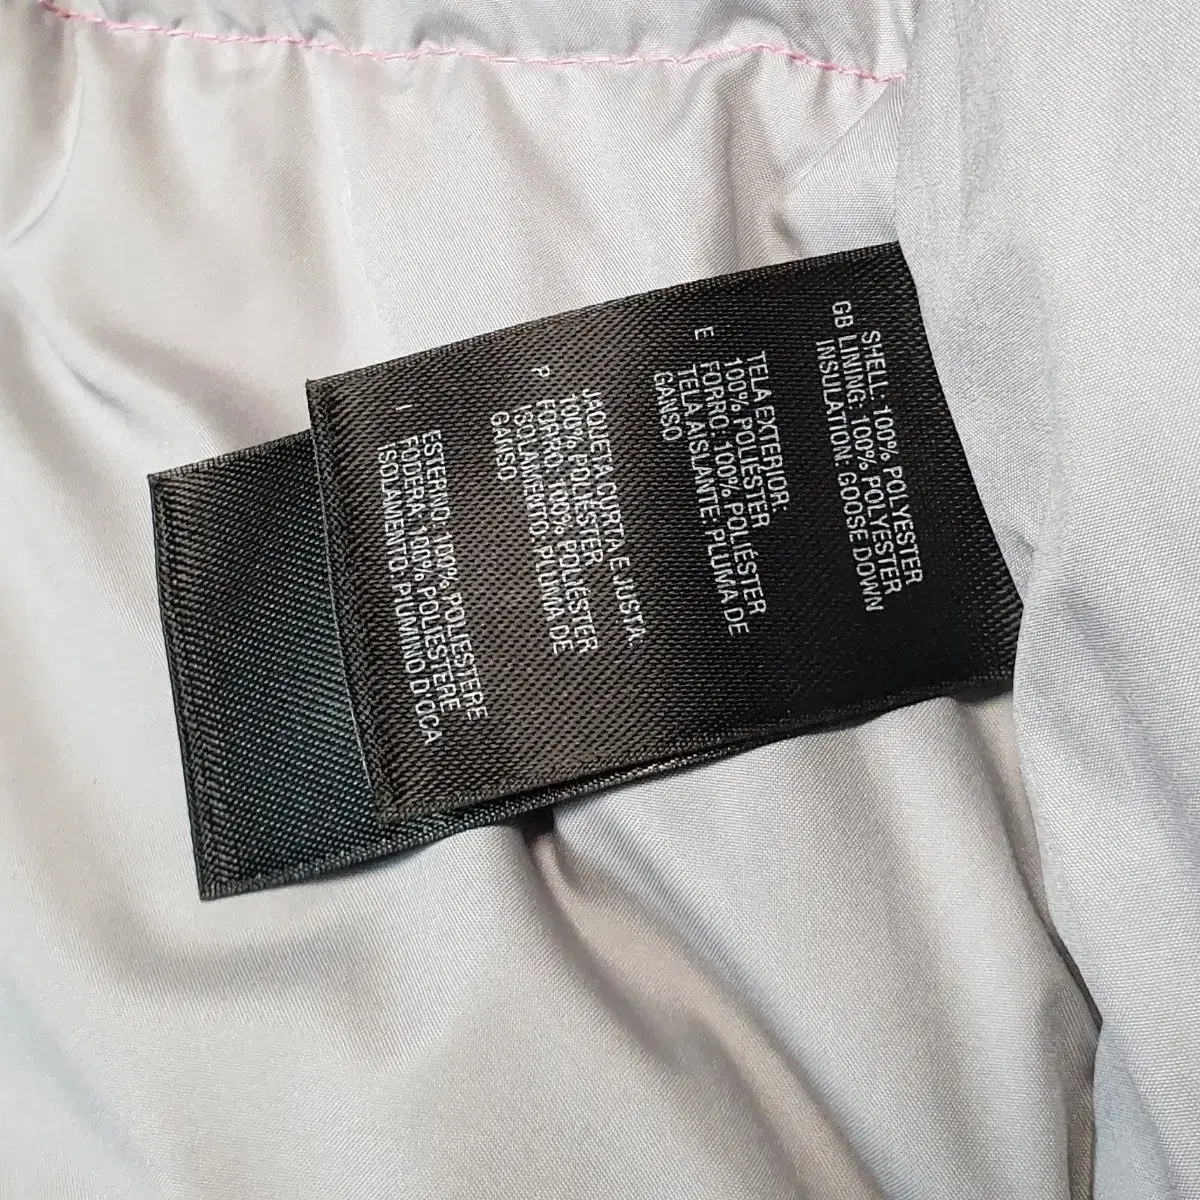 SHELL: 100% POLYESTER
GB LINING: 100% POLYESTER
INSULATION: GOOSE DOWN
TELA EXTERIOR:
100% POLIÉSTER
E FORRO: 100% POLIÉSTER
TELA AISLANTE: PLUMA DE
GANSO
JAQUETA CURTA E JUSTA:
100% POLIÉSTER
P FORRO: 100% POLIÉSTER
ISOLAMENTO: PLUMA DE
GANSO
ESTERNO: 100% POLIESTERE
I FODERA: 100% POLIESTERE
ISOLAMENTO: PIUMINO D'OCA